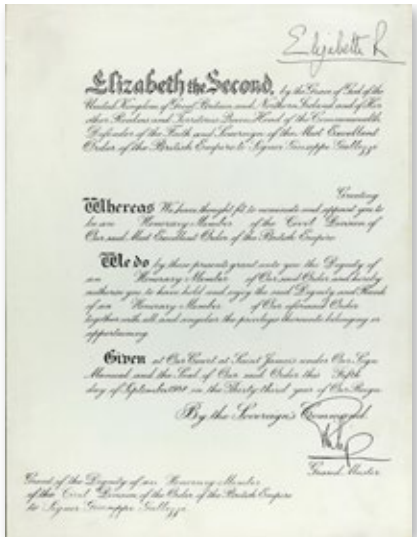 Elizabeth R
Elizabeth the Second, by the Grace of God of the
United Kingdom of Great Britain and Northern Ireland and of Her
other Realms and Territories Queen, Head of the Commonwealth,
Defender of the Faith and Sovereign of the Most Excellent
Order of the British Empire to Signor Giuseppe
Greeting
Whereas We have thought fit to nominate and appoint you to
be an Honorary Member of the Civil Division of
Our said Most Excellent Order of the British Empire
We do by these presents grant unto you the Dignity of
an Honorary Member of Our said Order and hereby
authorise you to have hold and enjoy the said Dignity and Rank
of an Honorary Member of Our aforesaid Order
together with all and singular the privileges thereunto belonging or
appertaining.
Given at Our Court at Saint James's under Our Sign
Manual and the Seal of Our said Order this Fifth
day of September 1984 in the Thirty third year of Our Reign
By the Sovereign's Command.
Grand Master
Grant of the Dignity of an Honorary Member
of the Civil Division of the Order of the British Empire
to Signor Giuseppe